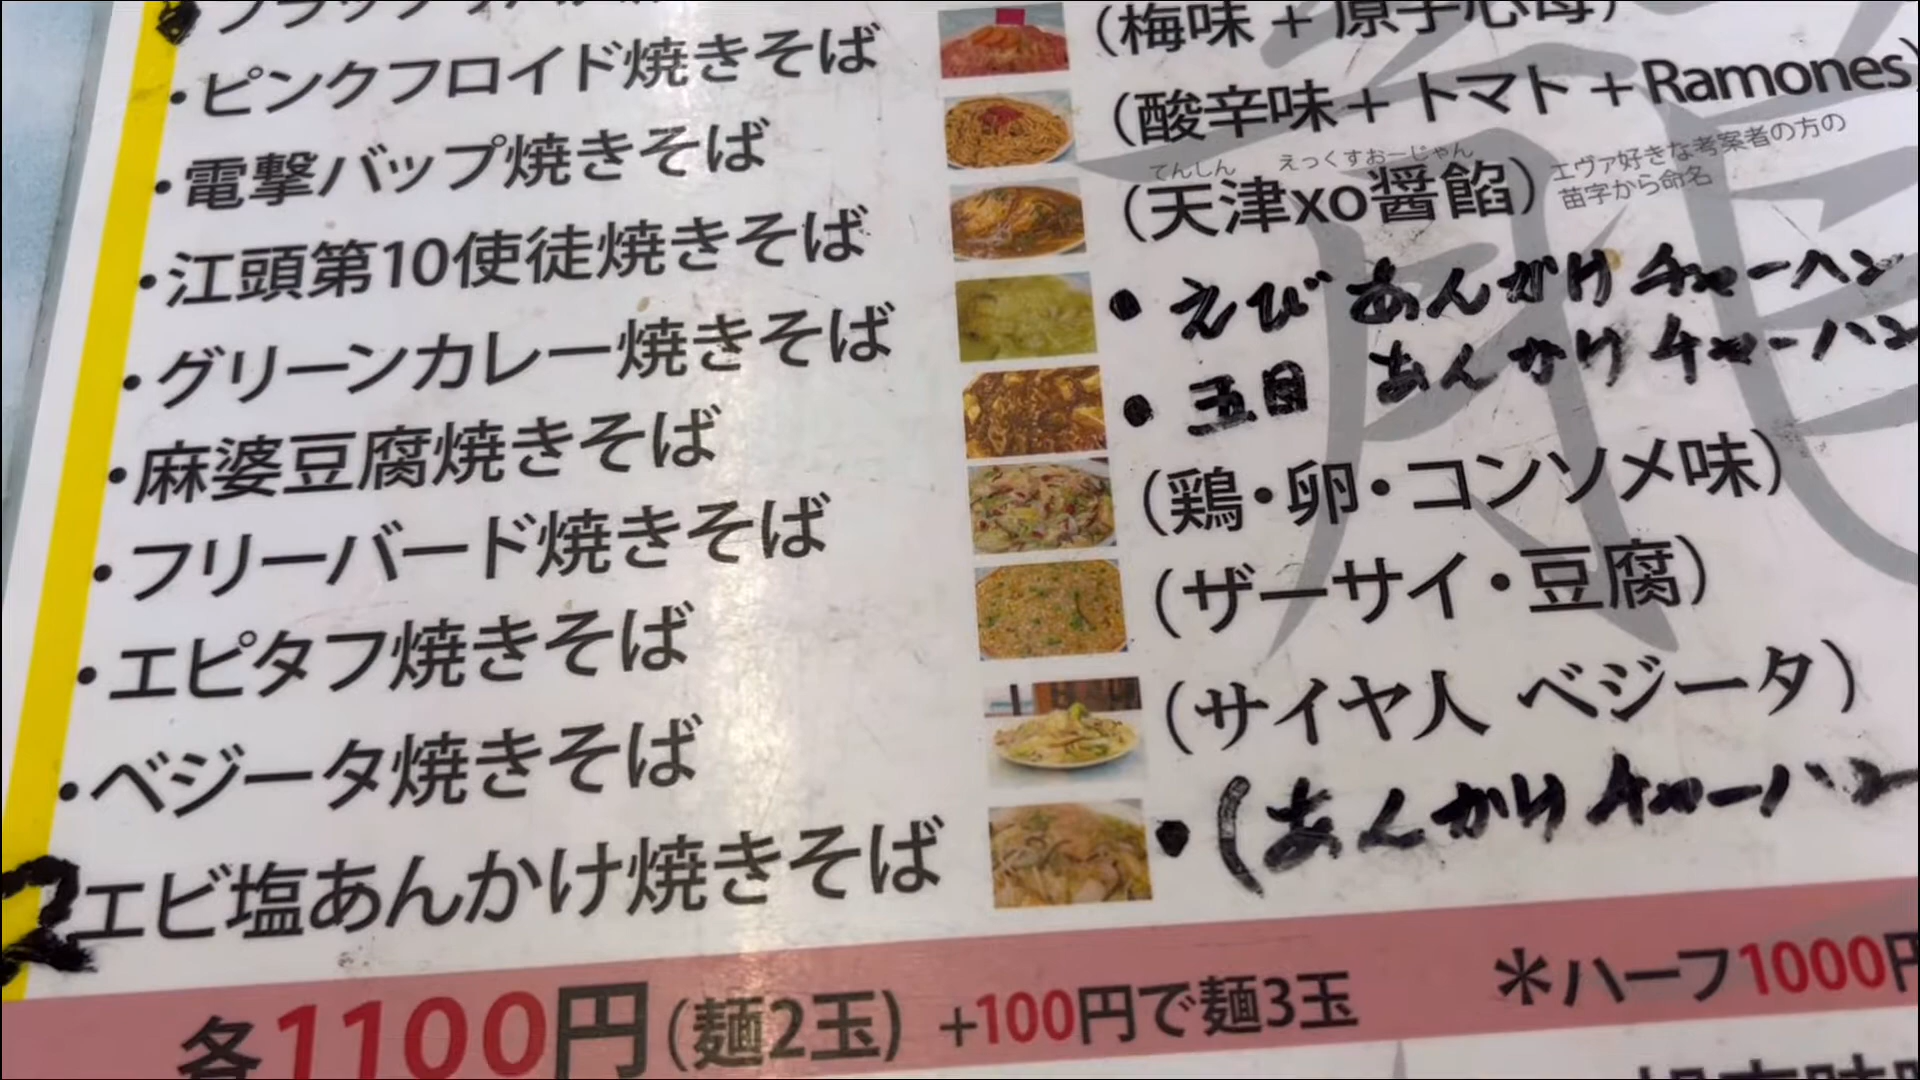 ピンクフロイド焼きそば (梅味 + 原子心母)
・電撃バップ焼きそば (酸辛味 + トマト + Ramones)
てんしん えっくすおーじゃん
・江頭第10使徒焼きそば (天津xo醤餡) エヴァ好きな考案者の方の
苗字から命名
・グリーンカレー焼きそば ・えび あんかけ チャーハン
・麻婆豆腐焼きそば ・五目 あんかけ チャーハン
・フリーバード焼きそば (鶏・卵・コンソメ味)
・エピタフ焼きそば (ザーサイ・豆腐)
・ベジータ焼きそば (サイヤ人 ベジータ)
エビ塩あんかけ焼きそば ・(あんかけ チャーハン
各1100円 (麺2玉) +100円で麺3玉 *ハーフ1000円